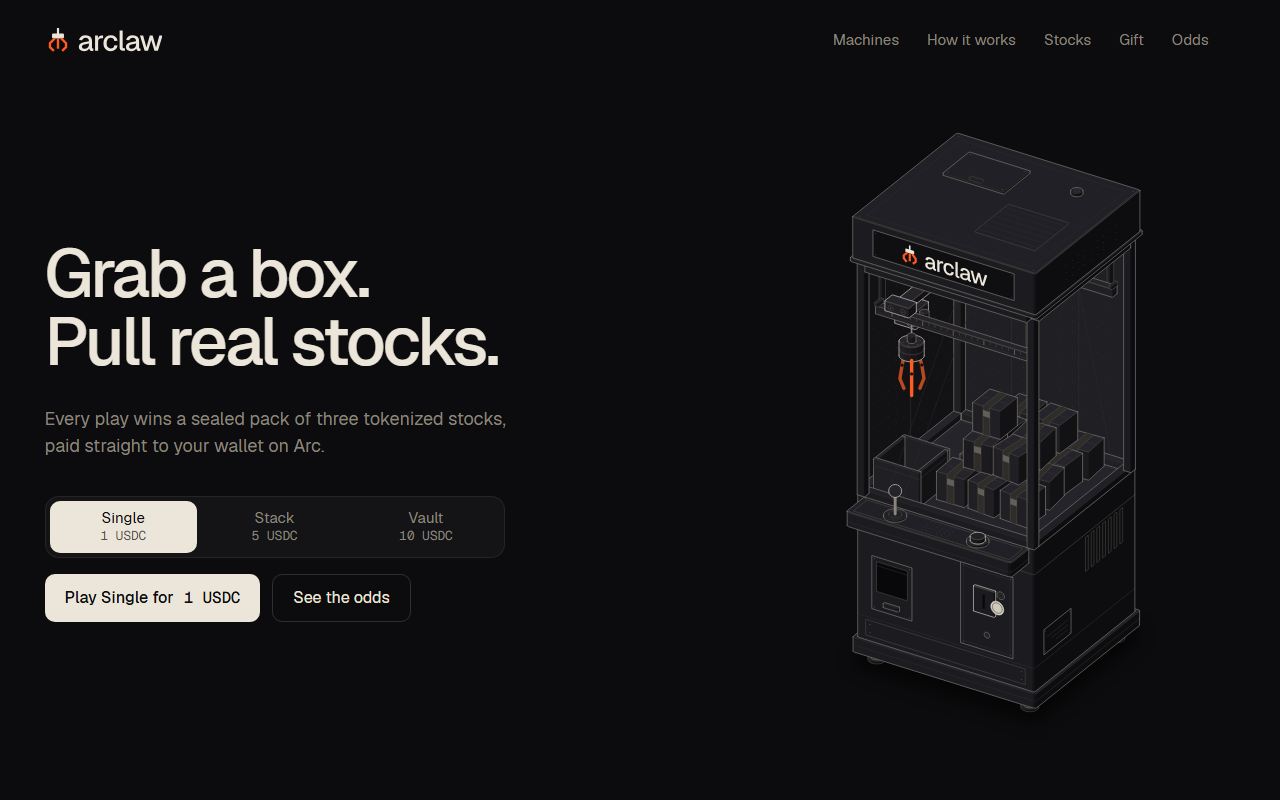 arclaw
Machines How it works Stocks Gift Odds
arclaw
Grab a box.
Pull real stocks.
Every play wins a sealed pack of three tokenized stocks,
paid straight to your wallet on Arc.
Single Stack Vault
1 USDC 5 USDC 10 USDC
Play Single for 1 USDC See the odds